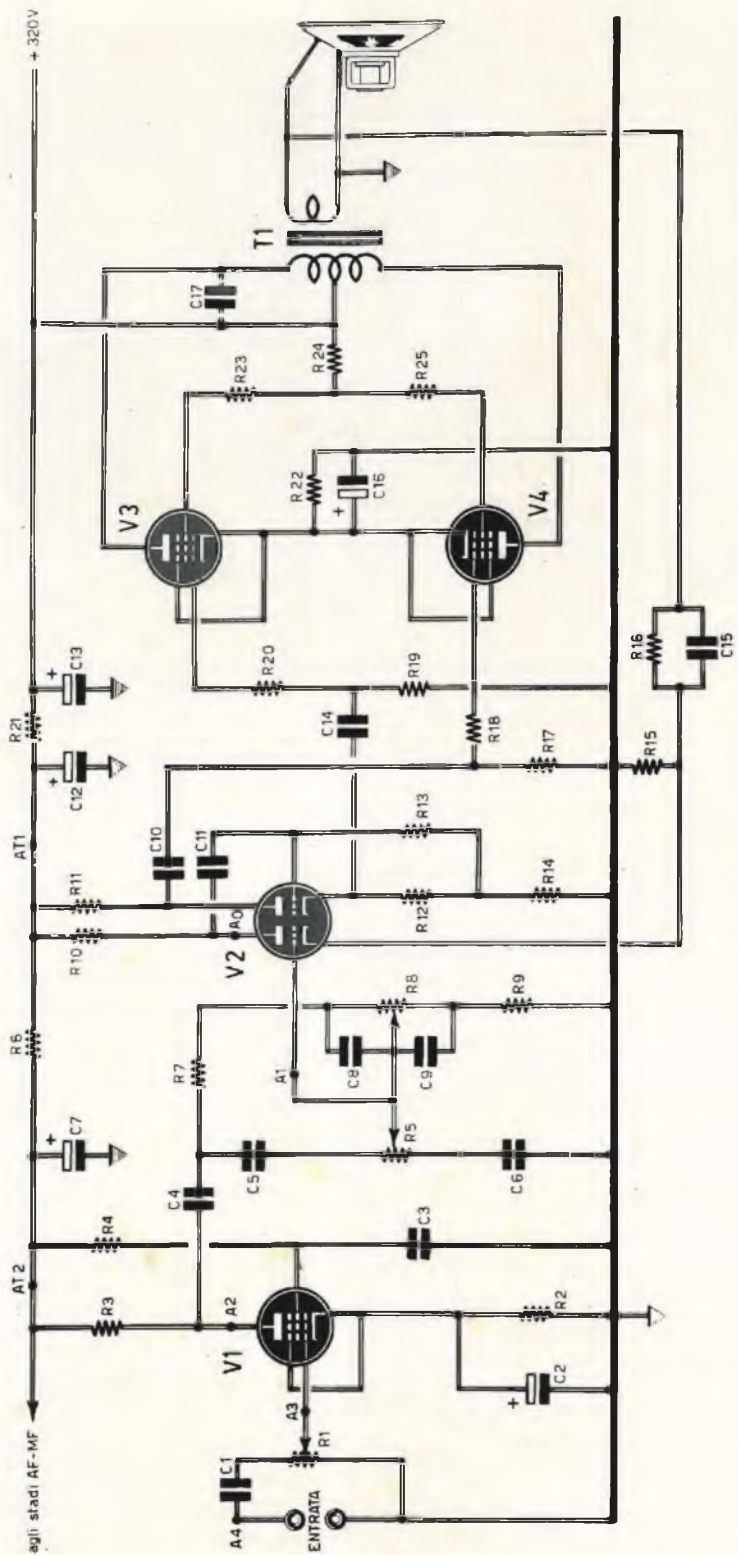 agli stadi AF-MF
AT2
R6
AT1
R21
+ 320V
C7
C12
C13
R3
R4
R10
R11
C17
T1
C4
R7
C10
C11
V3
R23
R24
R25
A2
V1
C5
A1
C8
V2
A0
C14
R20
R22
C16
A4
C1
A3
R1
ENTRATA
C3
R5
C9
R8
R13
R12
R19
R18
V4
C2
R2
C6
R9
R14
R17
R15
R16
C15